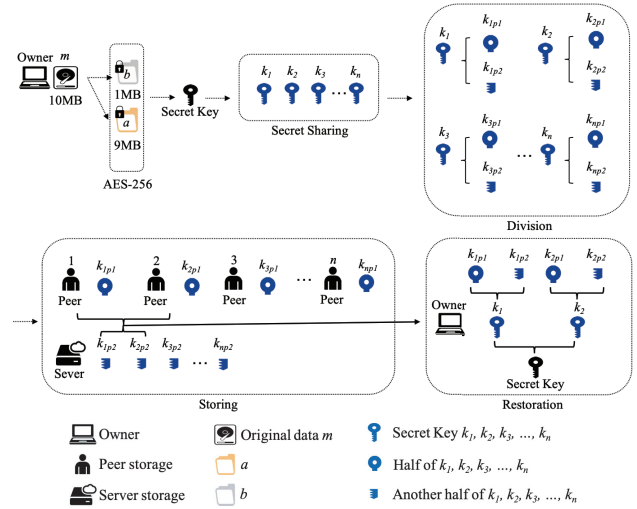 Owner m
10MB
b
1MB
a
9MB
AES-256
Secret Key
k1 k2 k3 ... kn
Secret Sharing
k1 k1p1 k1p2
k2 k2p1 k2p2
k3 k3p1 k3p2
... kn knp1 knp2
Division
1 2 3 n
k1p1 k2p1 k3p1 ... knp1
Peer Peer Peer Peer
k1p2 k2p2 k3p2 ... knp2
Sever
Storing
k1p1 k1p2 k2p1 k2p2
Owner
k1 k2
Secret Key
Restoration
Owner
Original data m
Secret Key k1, k2, k3, ..., kn
Peer storage
a
Half of k1, k2, k3, ..., kn
Server storage
b
Another half of k1, k2, k3, ..., kn